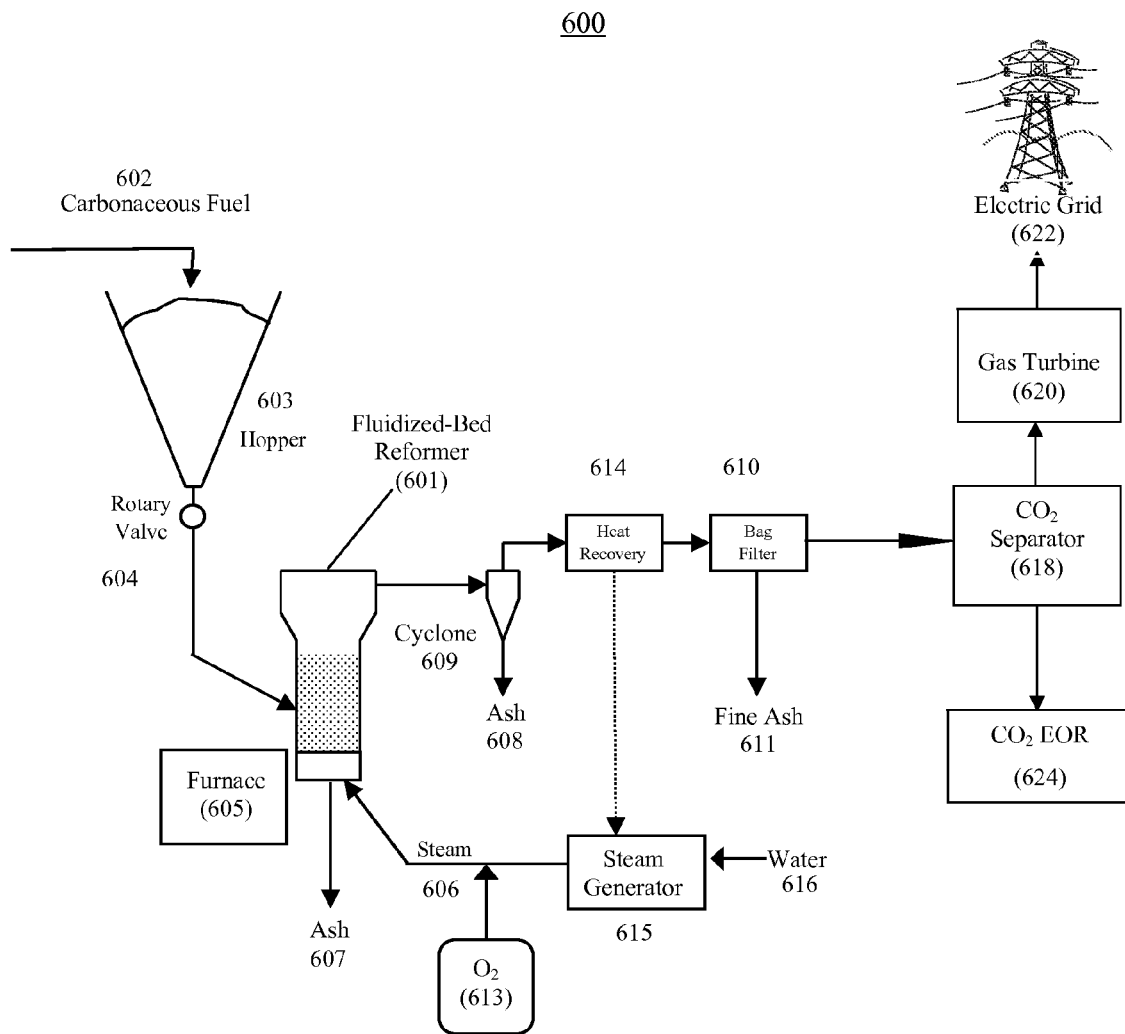 600
602
Carbonaceous Fuel
603
Hopper
Rotary
Valve
604
Fluidized-Bed
Reformer
(601)
614
610
Heat
Recovery
Bag
Filter
Cyclone
609
Ash
608
Fine Ash
611
Furnace
(605)
Steam
606
Steam
Generator
615
Water
616
Ash
607
O₂
(613)
Electric Grid
(622)
Gas Turbine
(620)
CO₂
Separator
(618)
CO₂ EOR
(624)